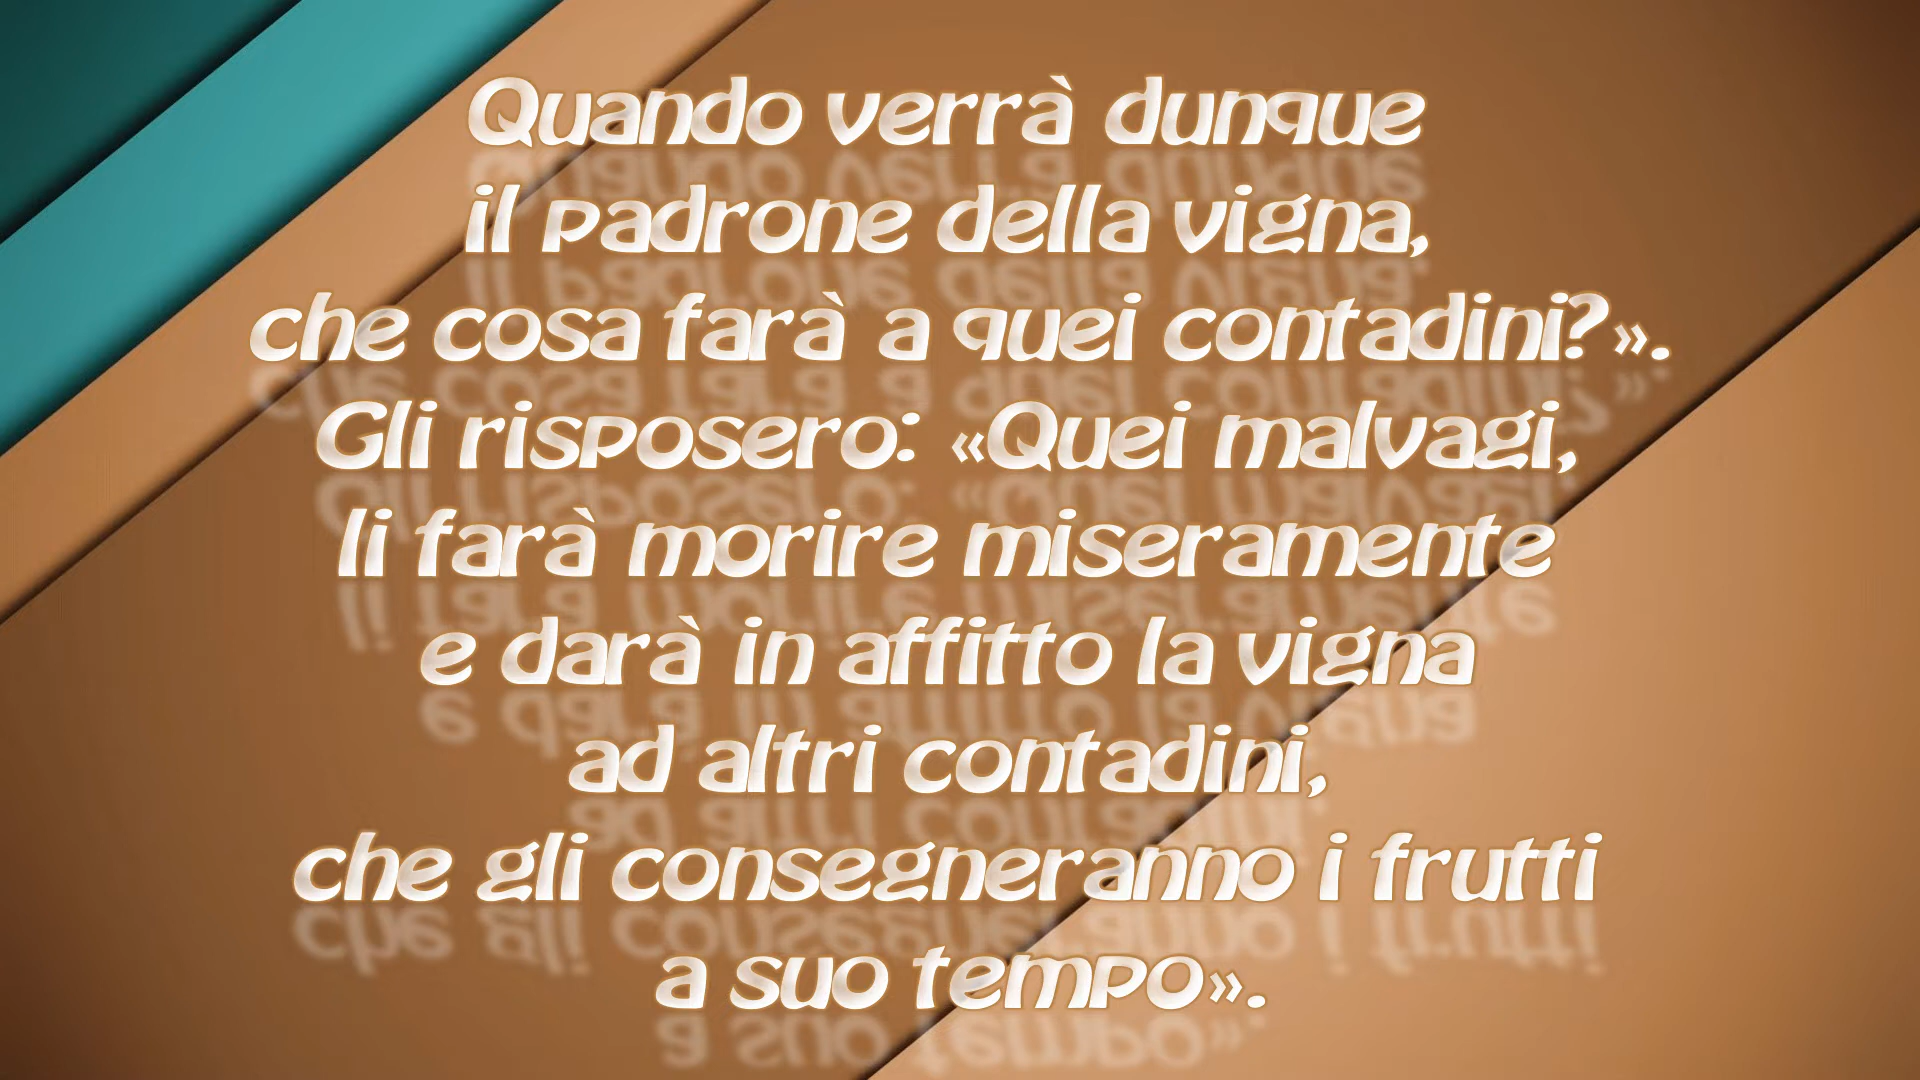 Quando verrà dunque
il padrone della vigna,
che cosa farà a quei contadini?».
Gli risposero: «Quei malvagi,
li farà morire miseramente
e darà in affitto la vigna
ad altri contadini,
che gli consegneranno i frutti
a suo tempo».